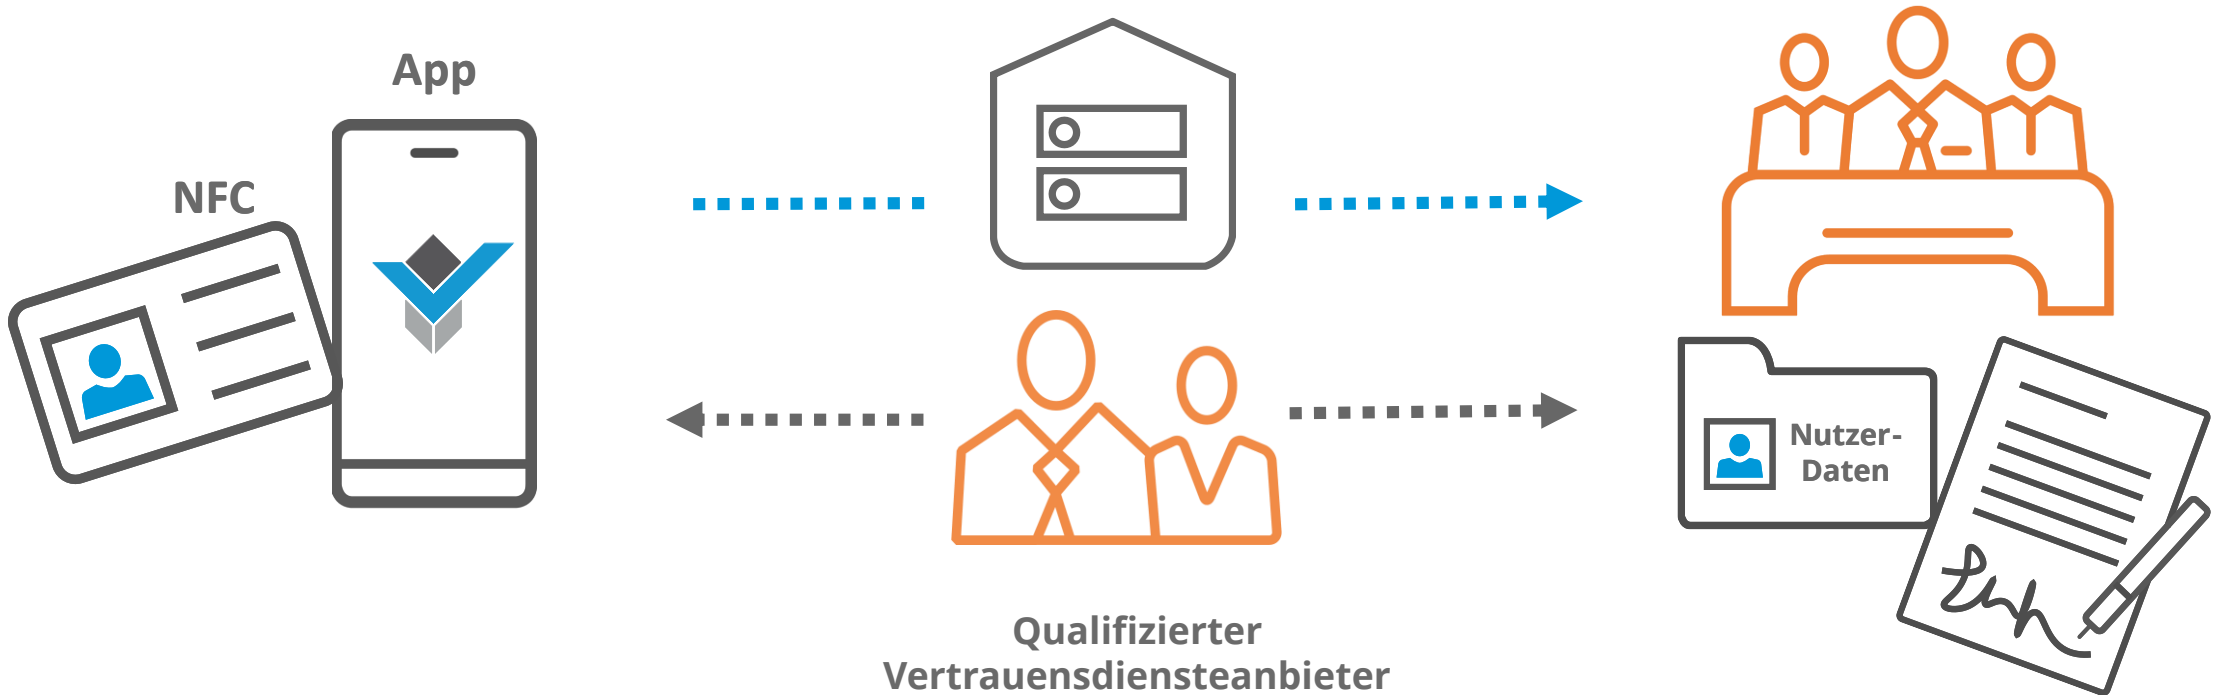 App
NFC
Nutzer-
Daten
Qualifizierter
Vertrauensdiensteanbieter